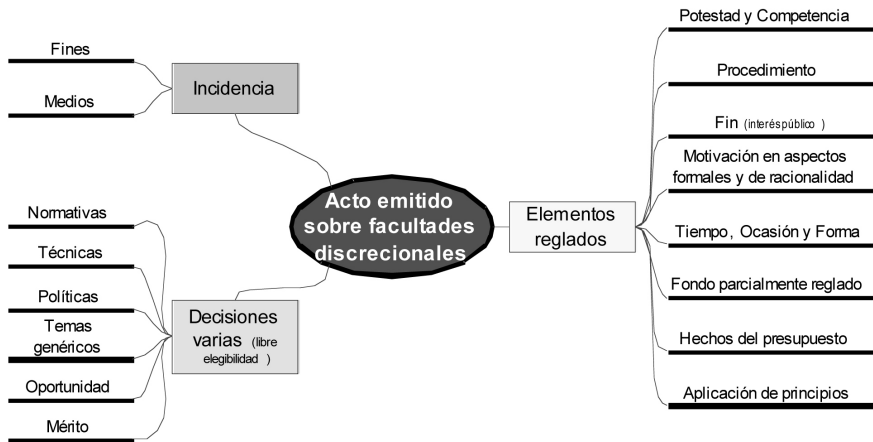 Fines
Medios
Incidencia
Acto emitido
sobre facultades
discrecionales
Normativas
Técnicas
Políticas
Temas
genéricos
Oportunidad
Mérito
Decisiones
varias (libre
elegibilidad )
Elementos
reglados
Potestad y Competencia
Procedimiento
Fin (interés público )
Motivación en aspectos
formales y de racionalidad
Tiempo, Ocasión y Forma
Fondo parcialmente reglado
Hechos del presupuesto
Aplicación de principios